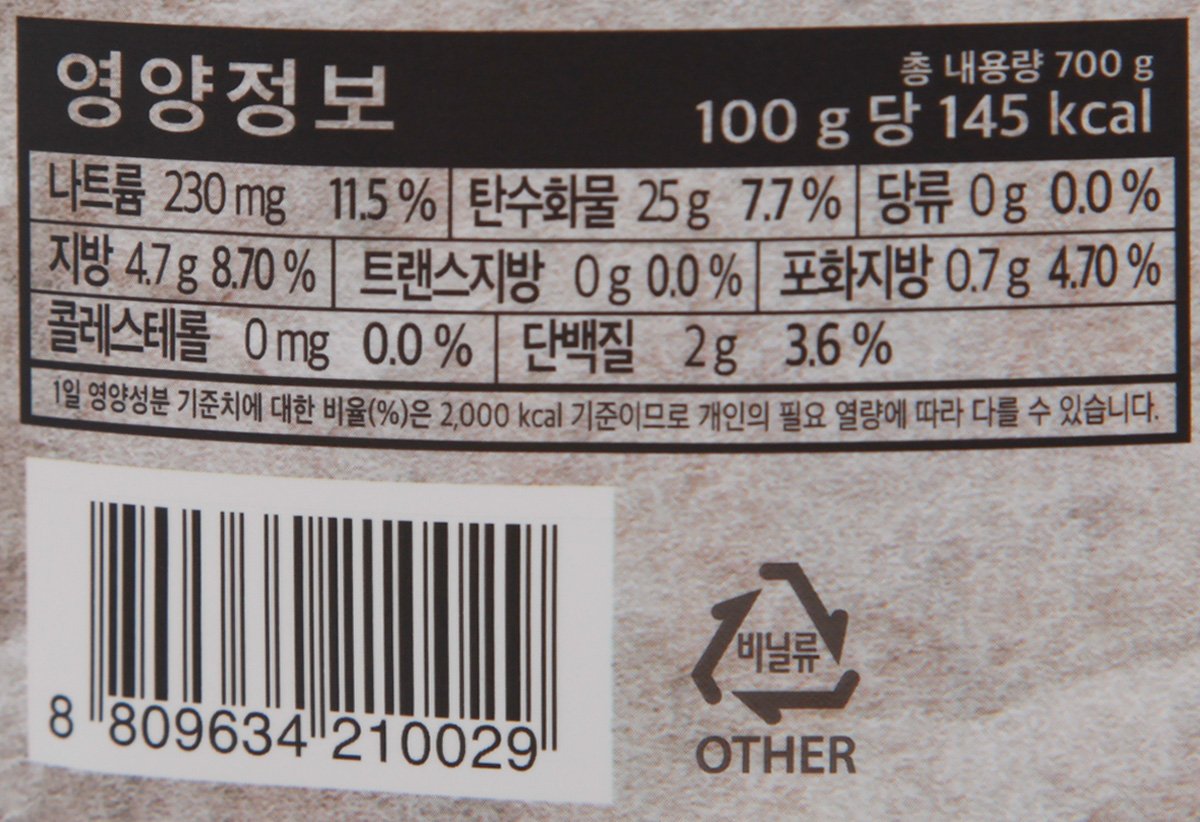 영양정보
총 내용량 700 g
100 g 당 145 kcal
나트륨 230 mg 11.5 % 탄수화물 25 g 7.7 % 당류 0 g 0.0 %
지방 4.7 g 8.70 % 트랜스지방 0 g 0.0 % 포화지방 0.7 g 4.70 %
콜레스테롤 0 mg 0.0 % 단백질 2 g 3.6 %
1일 영양성분 기준치에 대한 비율(%)은 2,000 kcal 기준이므로 개인의 필요 열량에 따라 다를 수 있습니다.
8 809634 210029
비닐류
OTHER